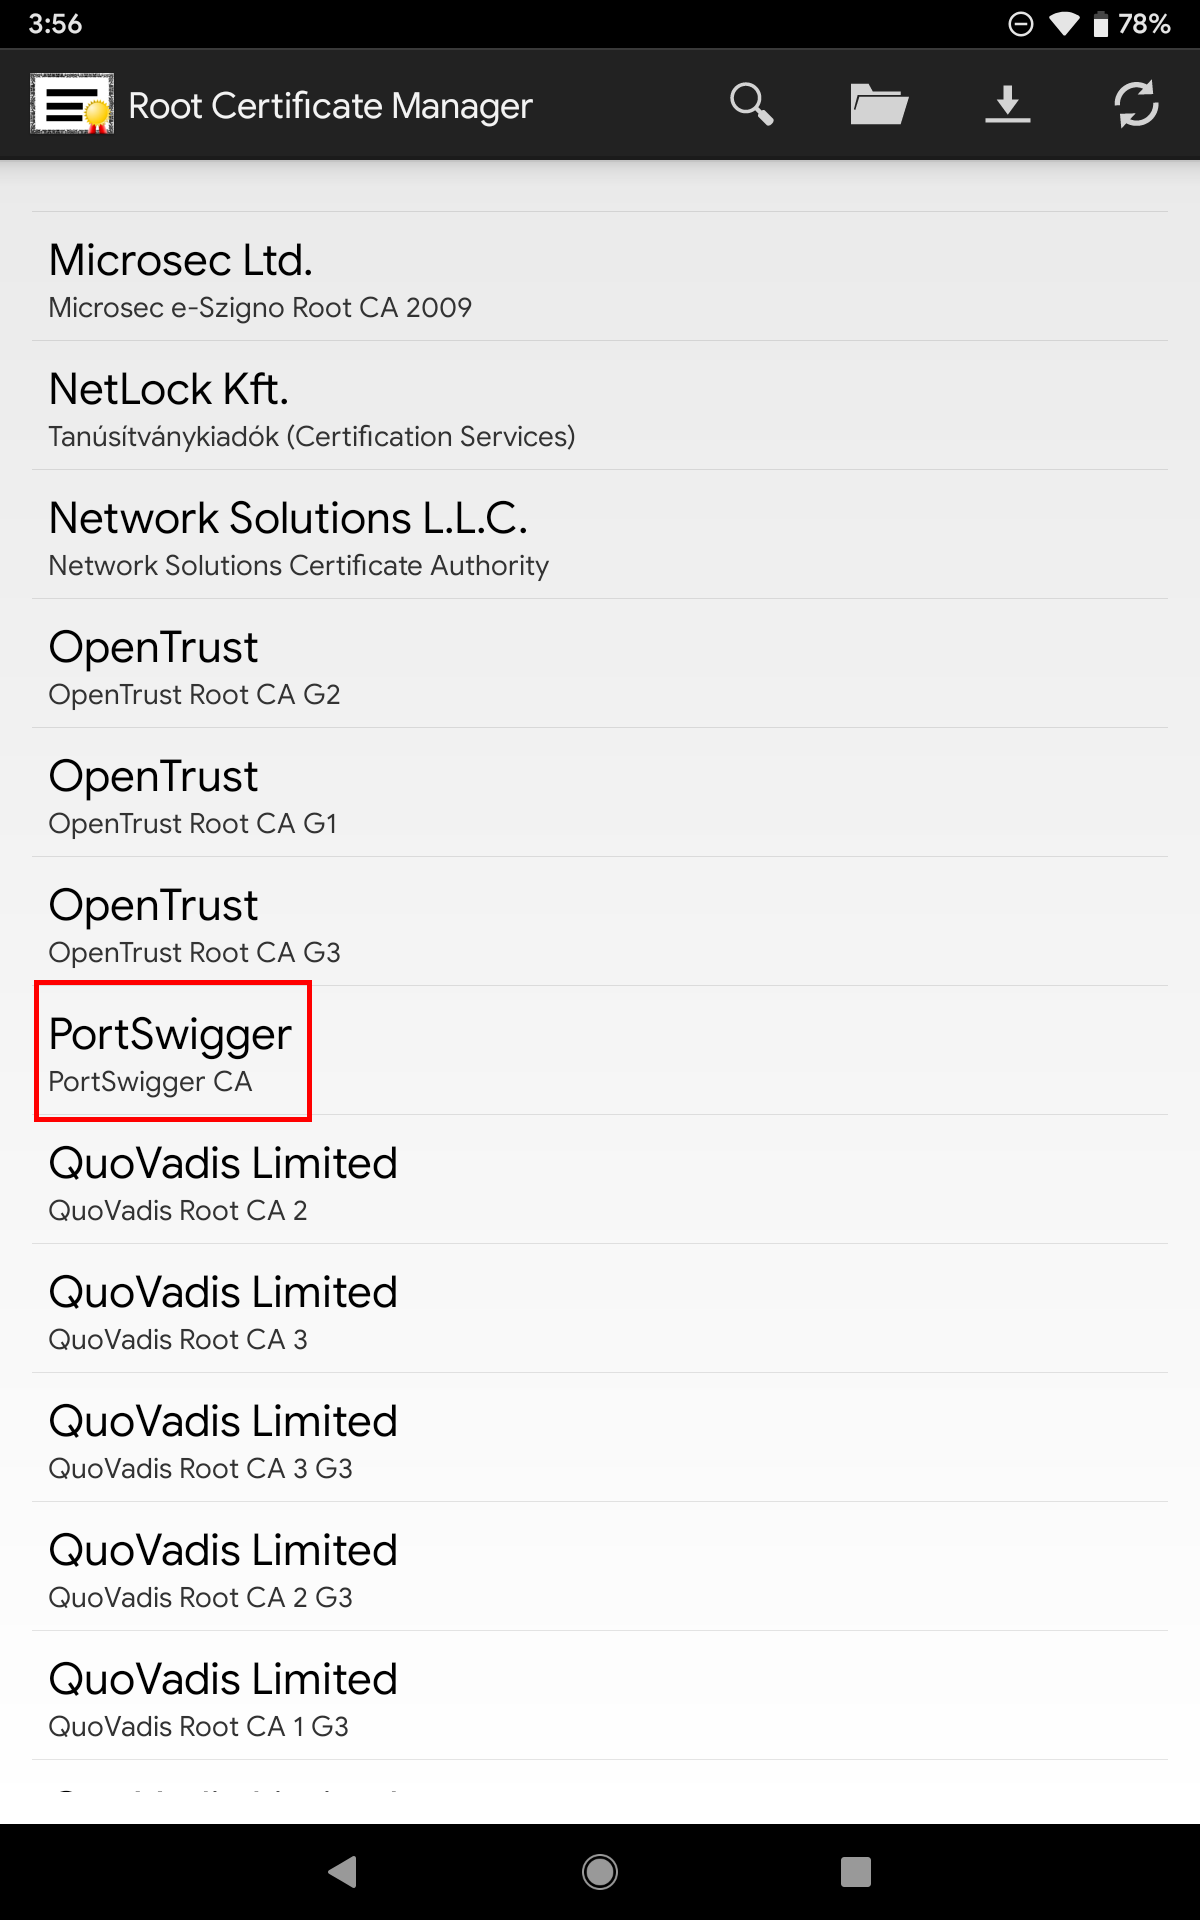 3:56
78%
Root Certificate Manager
Microsec Ltd.
Microsec e-Szigno Root CA 2009
NetLock Kft.
Tanúsítványkiadók (Certification Services)
Network Solutions L.L.C.
Network Solutions Certificate Authority
OpenTrust
OpenTrust Root CA G2
OpenTrust
OpenTrust Root CA G1
OpenTrust
OpenTrust Root CA G3
PortSwigger
PortSwigger CA
QuoVadis Limited
QuoVadis Root CA 2
QuoVadis Limited
QuoVadis Root CA 3
QuoVadis Limited
QuoVadis Root CA 3 G3
QuoVadis Limited
QuoVadis Root CA 2 G3
QuoVadis Limited
QuoVadis Root CA 1 G3